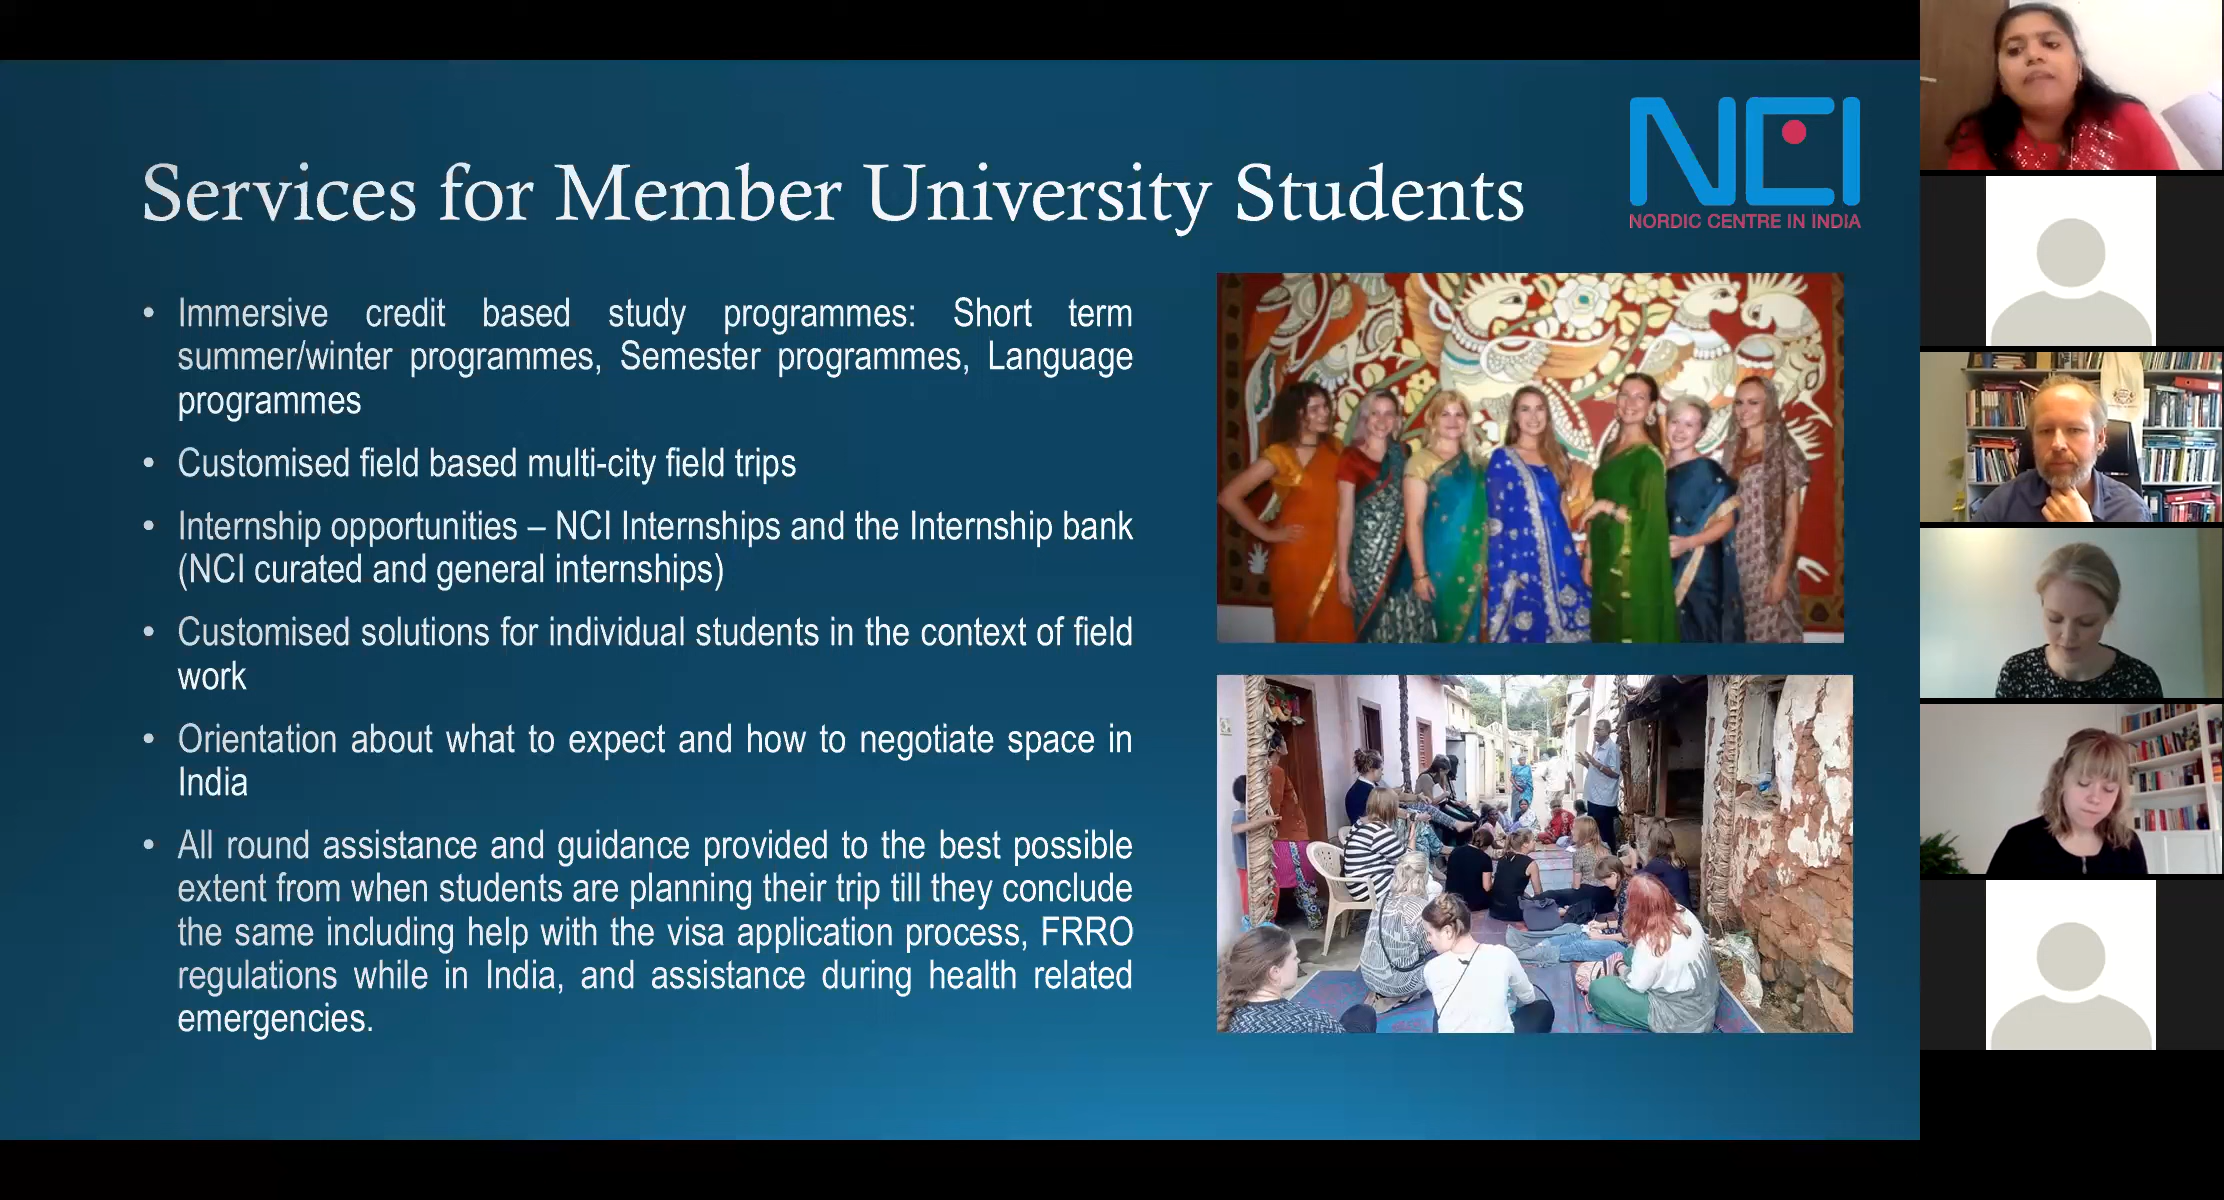 Services for Member University Students
NCI
NORDIC CENTRE IN INDIA
• Immersive credit based study programmes: Short term
summer/winter programmes, Semester programmes, Language
programmes
• Customised field based multi-city field trips
• Internship opportunities – NCI Internships and the Internship bank
(NCI curated and general internships)
• Customised solutions for individual students in the context of field
work
• Orientation about what to expect and how to negotiate space in
India
• All round assistance and guidance provided to the best possible
extent from when students are planning their trip till they conclude
the same including help with the visa application process, FRRO
regulations while in India, and assistance during health related
emergencies.